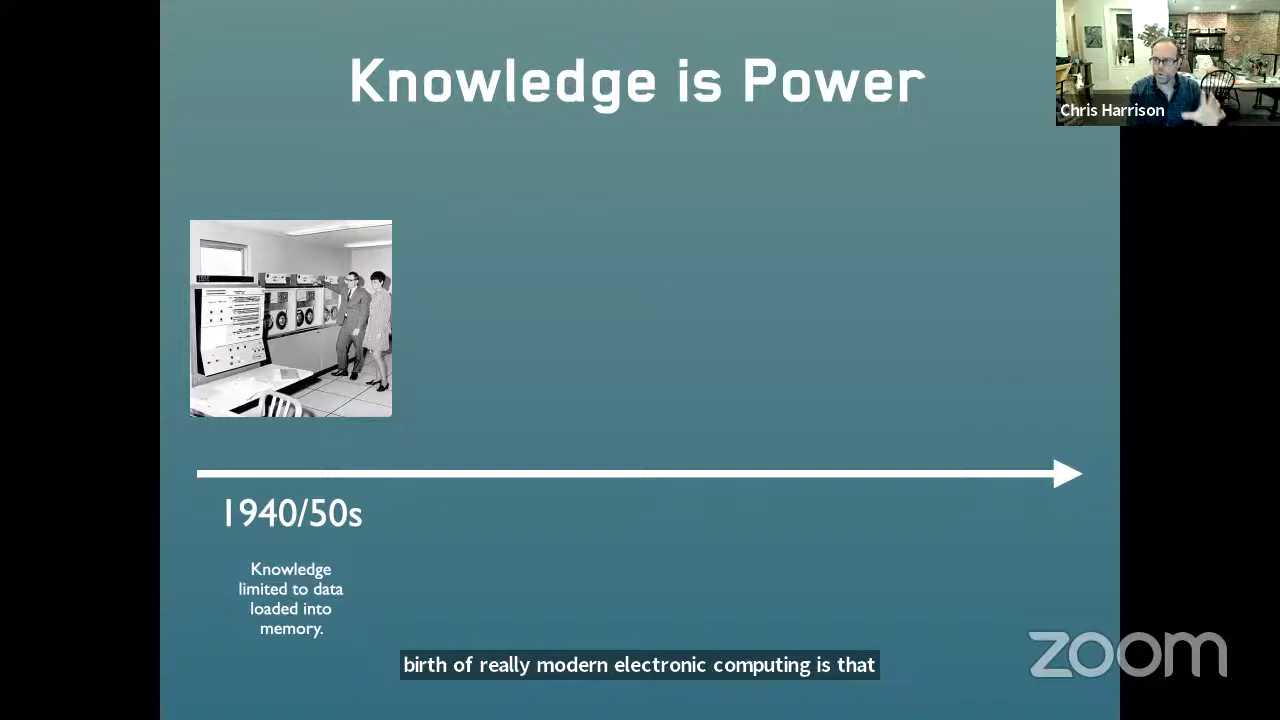 Knowledge is Power
Chris Harrison
1940/50s
Knowledge
limited to data
loaded into
memory.
birth of really modern electronic computing is that
zoom